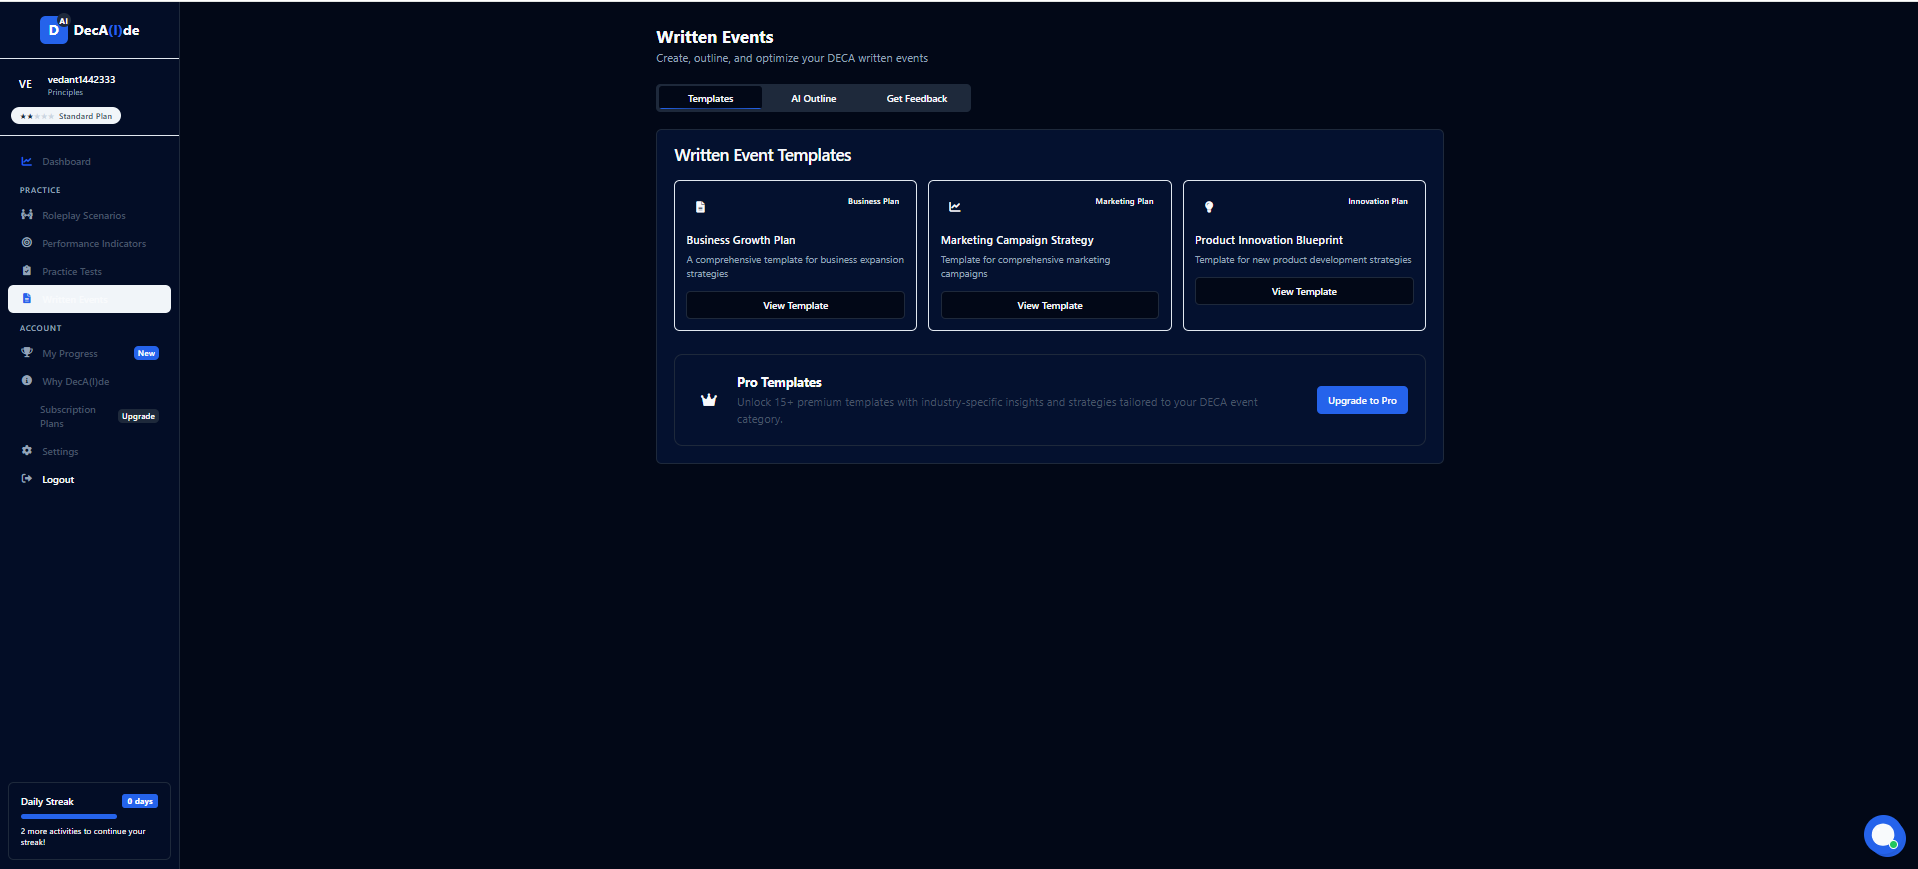 D AI DecA(I)de
VE
vedant1442333
Principles
★★★★★ Standard Plan
Dashboard
PRACTICE
Roleplay Scenarios
Performance Indicators
Practice Tests
Written Events
ACCOUNT
My Progress New
Why DecA(I)de
Subscription
Plans
Upgrade
Settings
Logout
Daily Streak 0 days
2 more activities to continue your
streak!
Written Events
Create, outline, and optimize your DECA written events
Templates AI Outline Get Feedback
Written Event Templates
Business Plan
Business Growth Plan
A comprehensive template for business expansion
strategies
View Template
Marketing Plan
Marketing Campaign Strategy
Template for comprehensive marketing
campaigns
View Template
Innovation Plan
Product Innovation Blueprint
Template for new product development strategies
View Template
Pro Templates
Unlock 15+ premium templates with industry-specific insights and strategies tailored to your DECA event
category.
Upgrade to Pro